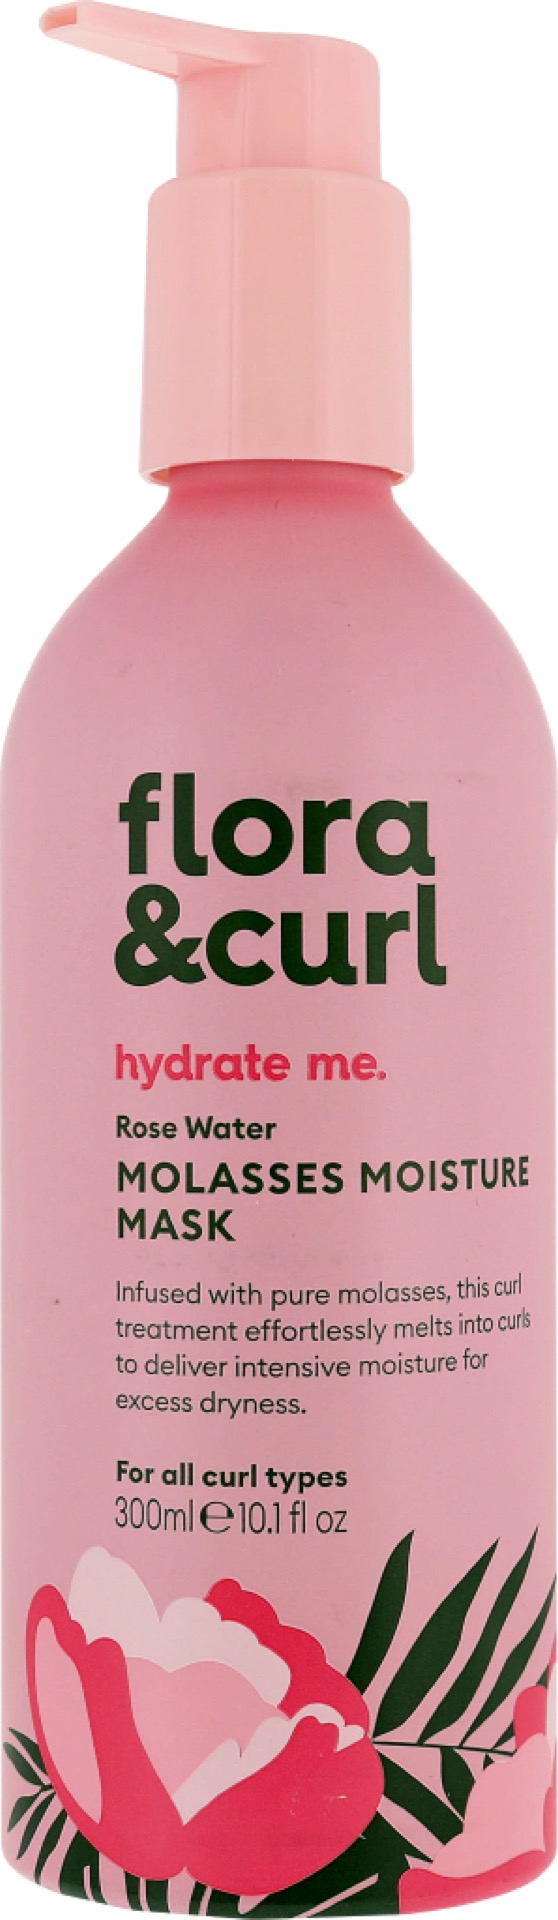 flora
&curl
hydrate me.
Rose Water
MOLASSES MOISTURE
MASK
Infused with pure molasses, this curl
treatment effortlessly melts into curls
to deliver intensive moisture for
excess dryness.
For all curl types
300ml℮10.1 fl oz